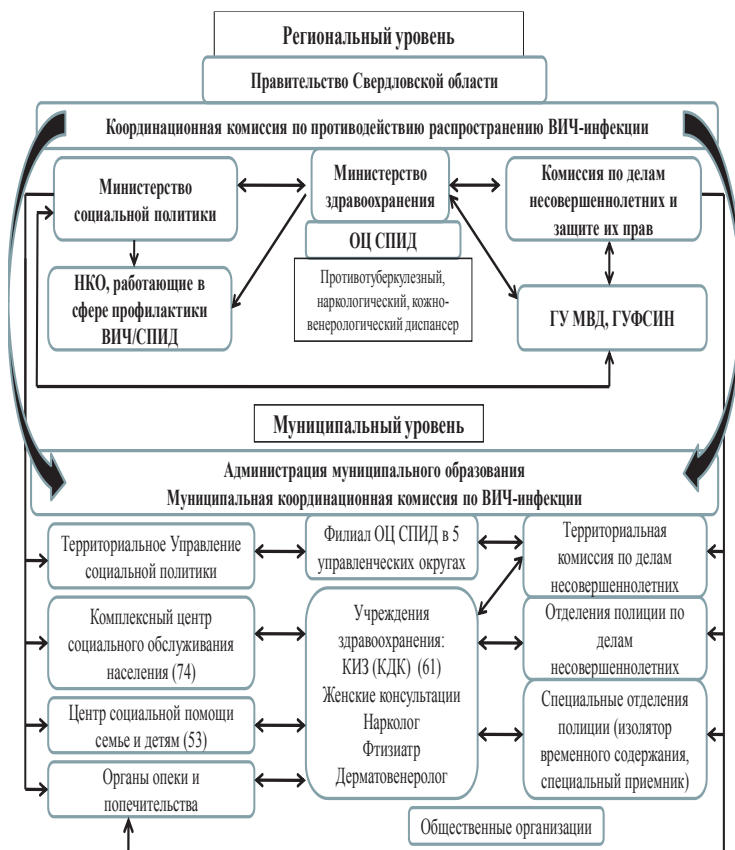 Региональный уровень
Правительство Свердловской области
Координационная комиссия по противодействию распространению ВИЧ-инфекции
Министерство
социальной политики
Министерство
здравоохранения
Комиссия по делам
несовершеннолетних и
защите их прав
ОЦ СПИД
НКО, работающие в
сфере профилактики
ВИЧ/СПИД
Противотуберкулезный,
наркологический, кожно-
венерологический диспансер
ГУ МВД, ГУФСИН
Муниципальный уровень
Администрация муниципального образования
Муниципальная координационная комиссия по ВИЧ-инфекции
Территориальное Управление
социальной политики
Филиал ОЦ СПИД в 5
управленческих округах
Территориальная
комиссия по делам
несовершеннолетних
Комплексный центр
социального обслуживания
населения (74)
Учреждения
здравоохранения:
КИЗ (КДК) (61)
Женские консультации
Нарколог
Фтизиатр
Дерматовенеролог
Отделения полиции по
делам
несовершеннолетних
Центр социальной помощи
семье и детям (53)
Специальные отделения
полиции (изолятор
временного содержания,
специальный приемник)
Органы опеки и
попечительства
Общественные организации